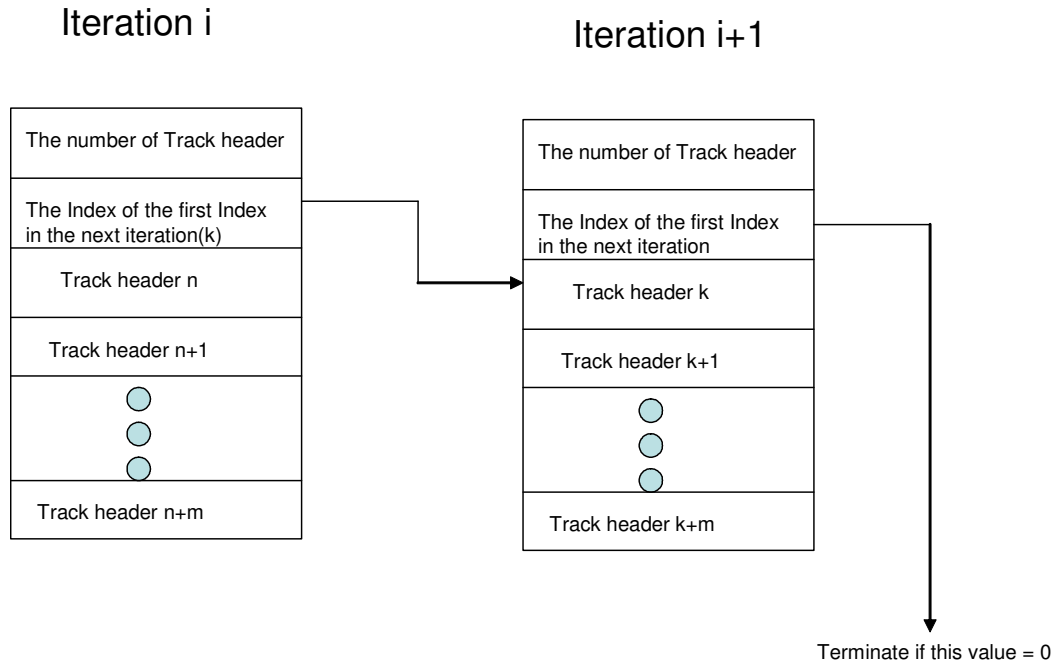 Iteration i
The number of Track header
The Index of the first Index
in the next iteration(k)
Track header n
Track header n+1
Track header n+m
Iteration i+1
The number of Track header
The Index of the first Index
in the next iteration
Track header k
Track header k+1
Track header k+m
Terminate if this value = 0